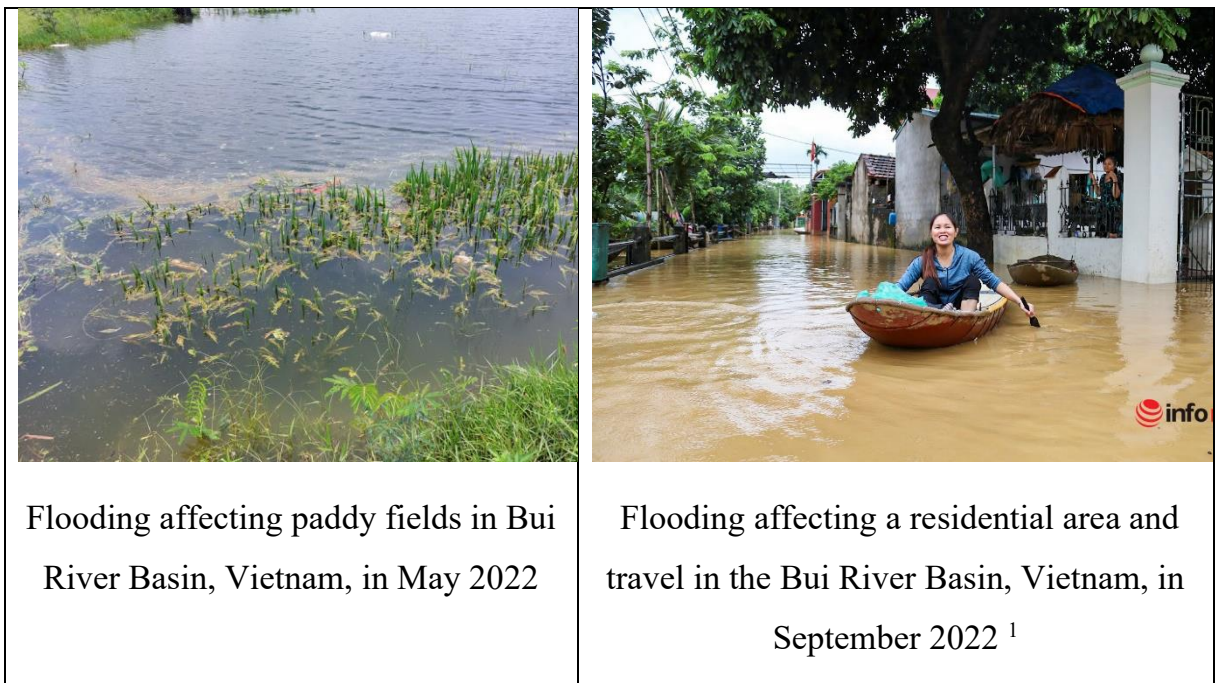 info
Flooding affecting paddy fields in Bui
River Basin, Vietnam, in May 2022
Flooding affecting a residential area and
travel in the Bui River Basin, Vietnam, in
September 2022 1